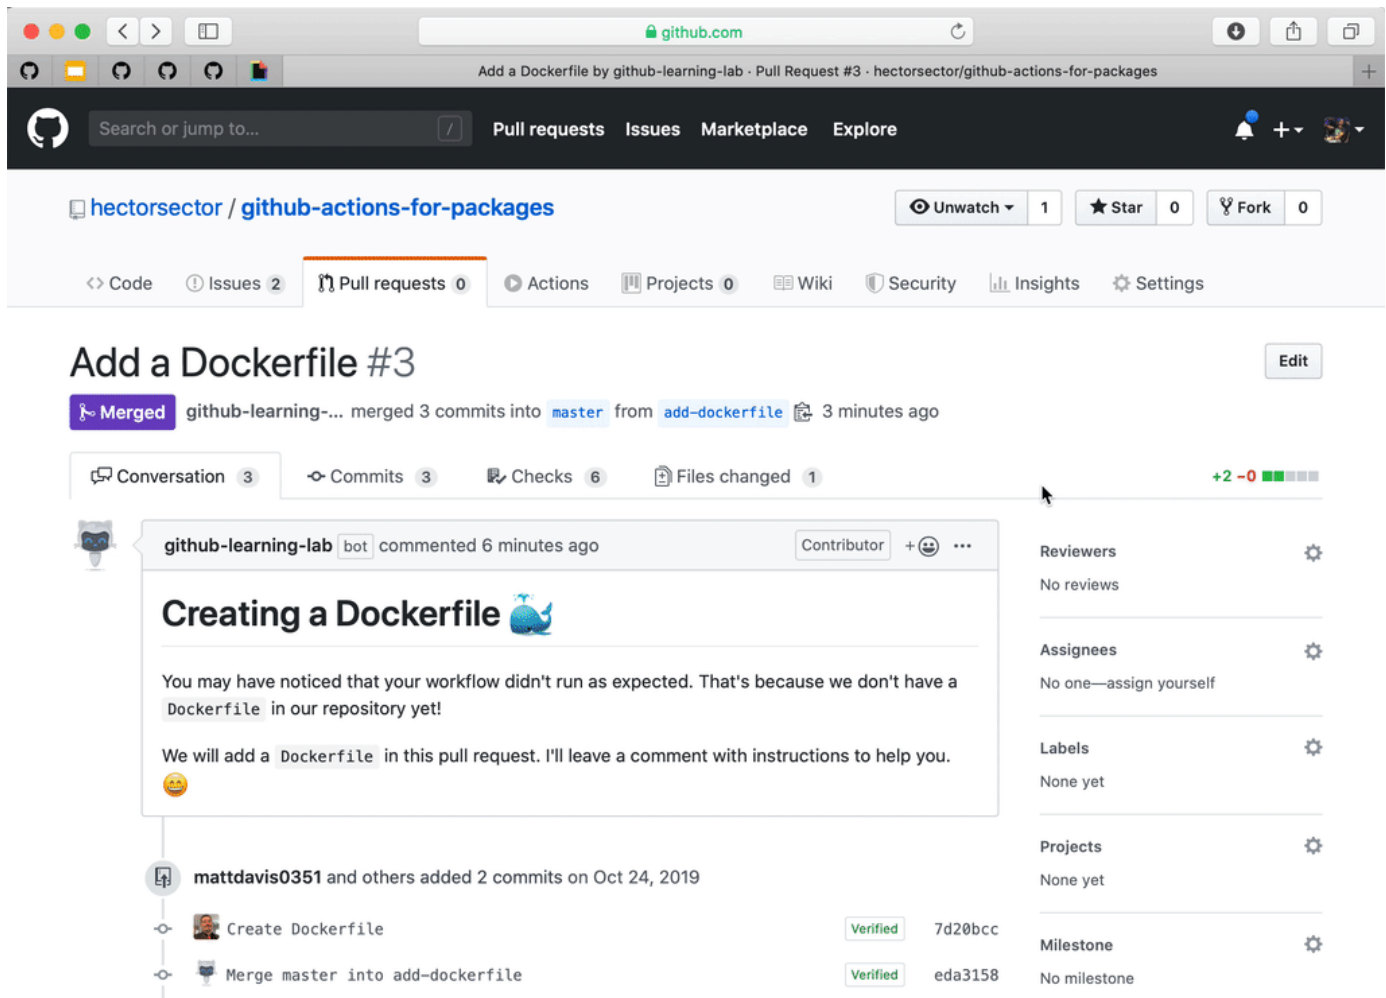 github.com
Add a Dockerfile by github-learning-lab · Pull Request #3 · hectorsector/github-actions-for-packages
Search or jump to... /
Pull requests Issues Marketplace Explore
hectorsector / github-actions-for-packages
Unwatch 1 Star 0 Fork 0
Code Issues 2 Pull requests 0 Actions Projects 0 Wiki Security Insights Settings
Add a Dockerfile #3
Edit
Merged github-learning-... merged 3 commits into master from add-dockerfile 3 minutes ago
Conversation 3 Commits 3 Checks 6 Files changed 1 +2 −0
github-learning-lab bot commented 6 minutes ago Contributor
Creating a Dockerfile
You may have noticed that your workflow didn't run as expected. That's because we don't have a
Dockerfile in our repository yet!
We will add a Dockerfile in this pull request. I'll leave a comment with instructions to help you.
mattdavis0351 and others added 2 commits on Oct 24, 2019
Create Dockerfile Verified 7d20bcc
Merge master into add-dockerfile Verified eda3158
Reviewers
No reviews
Assignees
No one—assign yourself
Labels
None yet
Projects
None yet
Milestone
No milestone